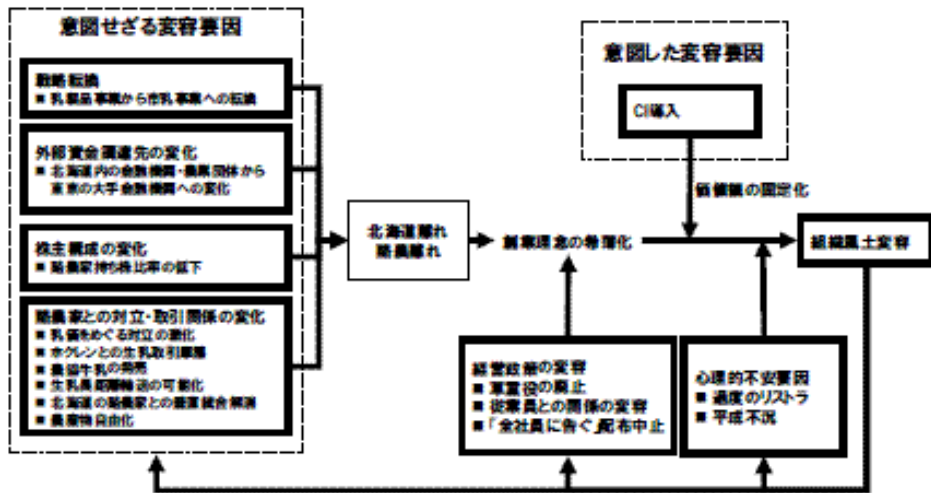 意図せざる変容要因
戦略転換
■ 乳製品事業から市乳事業への転換
外部資金調達先の変化
■ 北海道内の金融機関・農業団体から
東京の大手金融機関への変化
株主構成の変化
■ 酪農家持ち株比率の低下
酪農家との対立・取引関係の変化
■ 乳価をめぐる対立の激化
■ ホクレンとの生乳取引
■ 農協牛乳の発売
■ 生乳長距離輸送の可能化
■ 北海道の酪農家との垂直統合解消
■ 農産物自由化
北海道離れ
酪農離れ
創業理念の希薄化
意図した変容要因
CI導入
価値観の固定化
組織風土変容
経営政策の変容
■ 常置役の廃止
■ 従業員との関係の変容
■「全社員に告ぐ」配布中止
心理的不安要因
■ 過度のリストラ
■ 平成不況